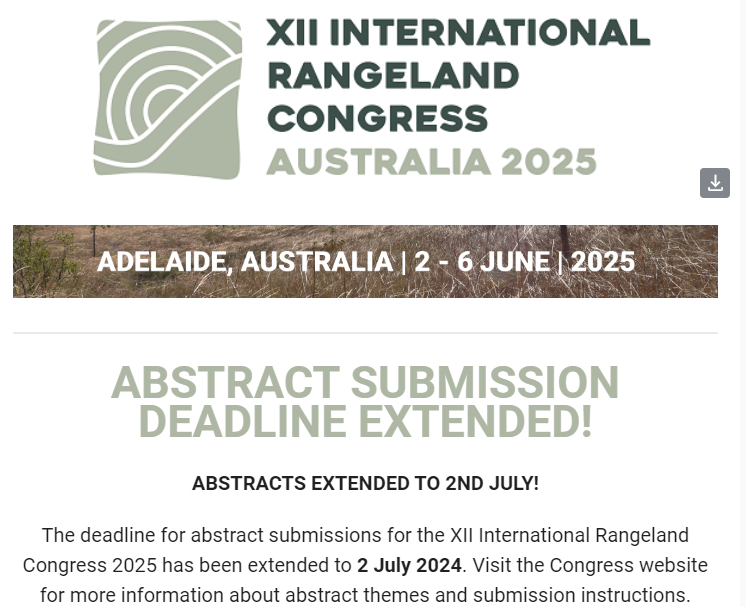 XII INTERNATIONAL
RANGELAND
CONGRESS
AUSTRALIA 2025
ADELAIDE, AUSTRALIA | 2 - 6 JUNE | 2025
ABSTRACT SUBMISSION
DEADLINE EXTENDED!
ABSTRACTS EXTENDED TO 2ND JULY!
The deadline for abstract submissions for the XII International Rangeland
Congress 2025 has been extended to 2 July 2024. Visit the Congress website
for more information about abstract themes and submission instructions.